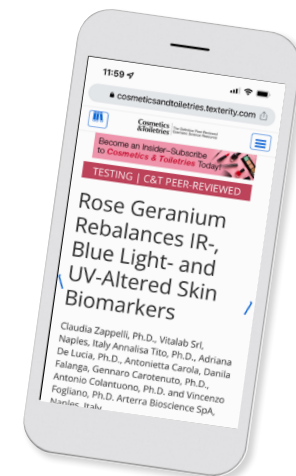 11:59
cosmeticsandtoiletries.texterity.com
Cosmetics
&Toiletries
Become an Insider–Subscribe
to Cosmetics & Toiletries Today!
TESTING | C&T PEER-REVIEWED
Rose Geranium
Rebalances IR-,
Blue Light- and
UV-Altered Skin
Biomarkers
Claudia Zappelli, Ph.D., Vitalab Srl,
Naples, Italy Annalisa Tito, Ph.D., Adriana
De Lucia, Ph.D., Antonietta Carola, Danila
Falanga, Gennaro Carotenuto, Ph.D.,
Antonio Colantuono, Ph.D. and Vincenzo
Fogliano, Ph.D. Arterra Bioscience SpA,
Naples, Italy